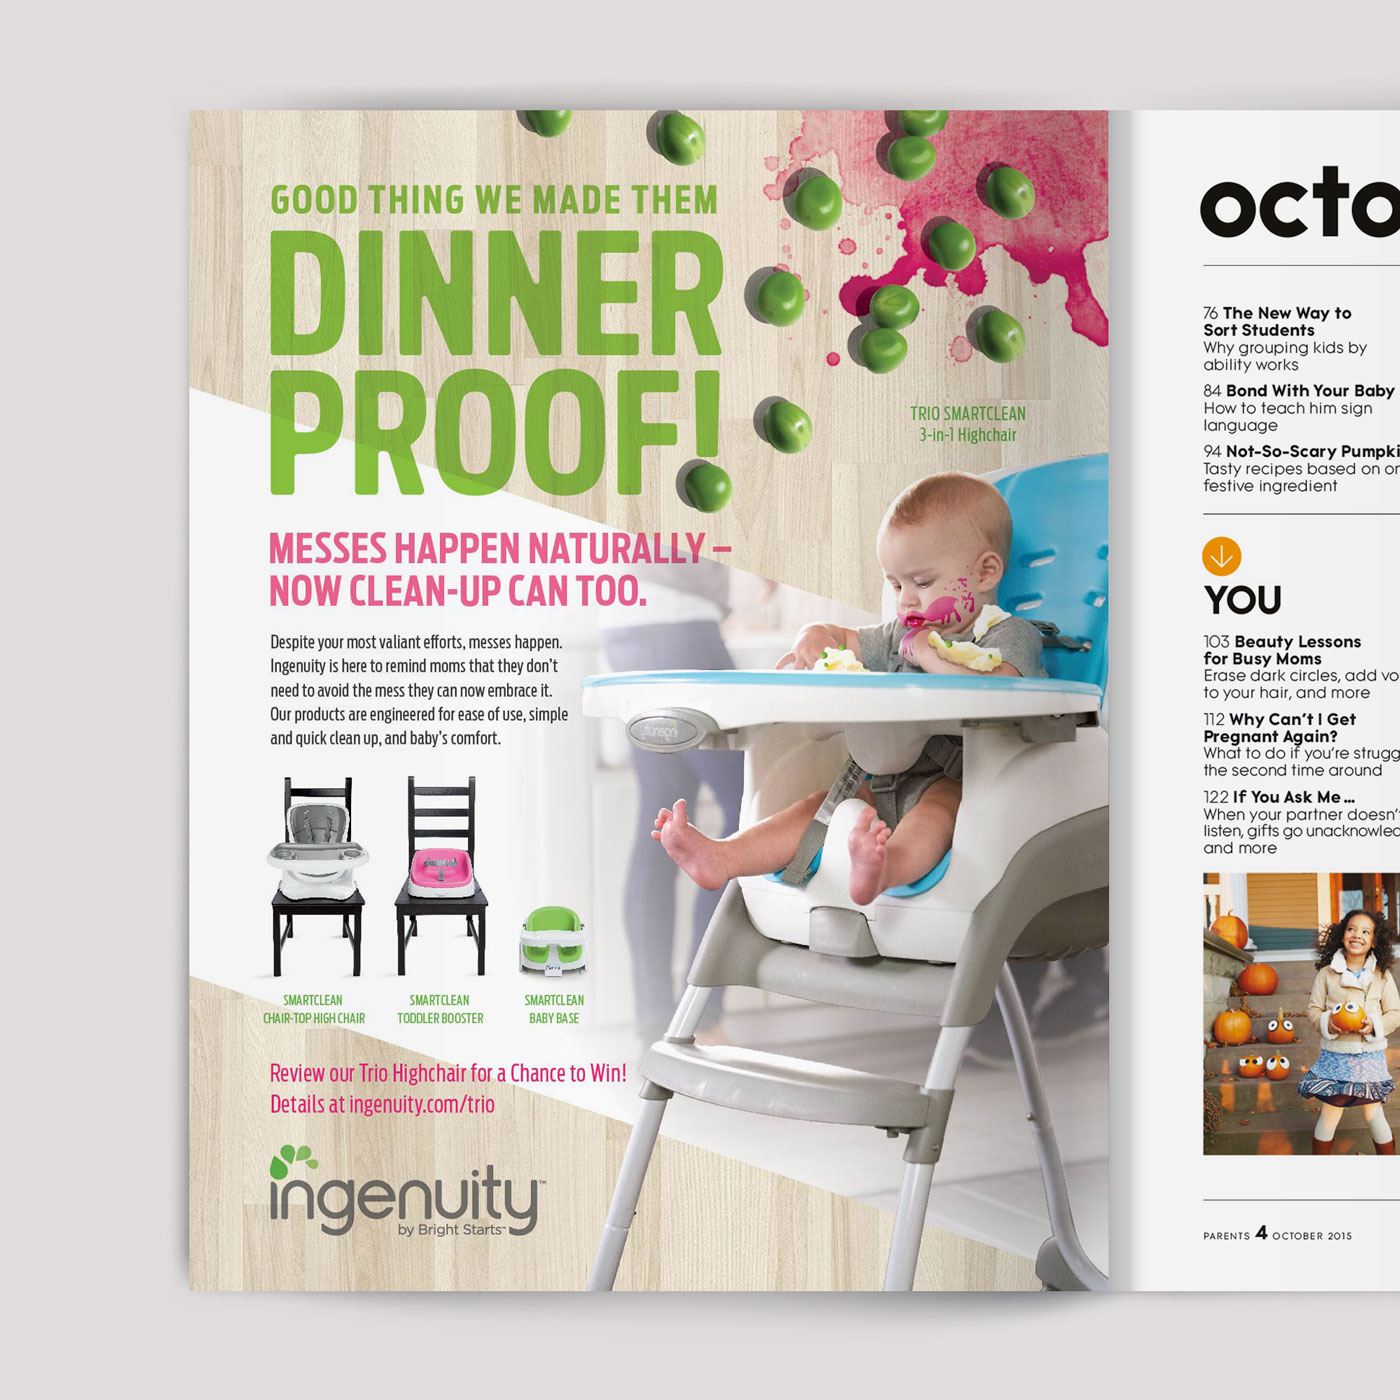 GOOD THING WE MADE THEM
DINNER
PROOF!
TRIO SMARTCLEAN
3-in-1 Highchair
MESSES HAPPEN NATURALLY –
NOW CLEAN-UP CAN TOO.
Despite your most valiant efforts, messes happen.
Ingenuity is here to remind moms that they don't
need to avoid the mess they can now embrace it.
Our products are engineered for ease of use, simple
and quick clean up, and baby's comfort.
ingenuity
SMARTCLEAN
CHAIR-TOP HIGH CHAIR
SMARTCLEAN
TODDLER BOOSTER
SMARTCLEAN
BABY BASE
Review our Trio Highchair for a Chance to Win!
Details at ingenuity.com/trio
ingenuity™
by Bright Starts™
octo
76 The New Way to
Sort Students
Why grouping kids by
ability works
84 Bond With Your Baby
How to teach him sign
language
94 Not-So-Scary Pumpki
Tasty recipes based on
festive ingredient
YOU
103 Beauty Lessons
for Busy Moms
Erase dark circles, add vo
to your hair, and more
112 Why Can't I Get
Pregnant Again?
What to do if you're strugg
the second time around
122 If You Ask Me ...
When your partner doesn't
listen, gifts go unacknowled
and more
PARENTS 4 OCTOBER 2015